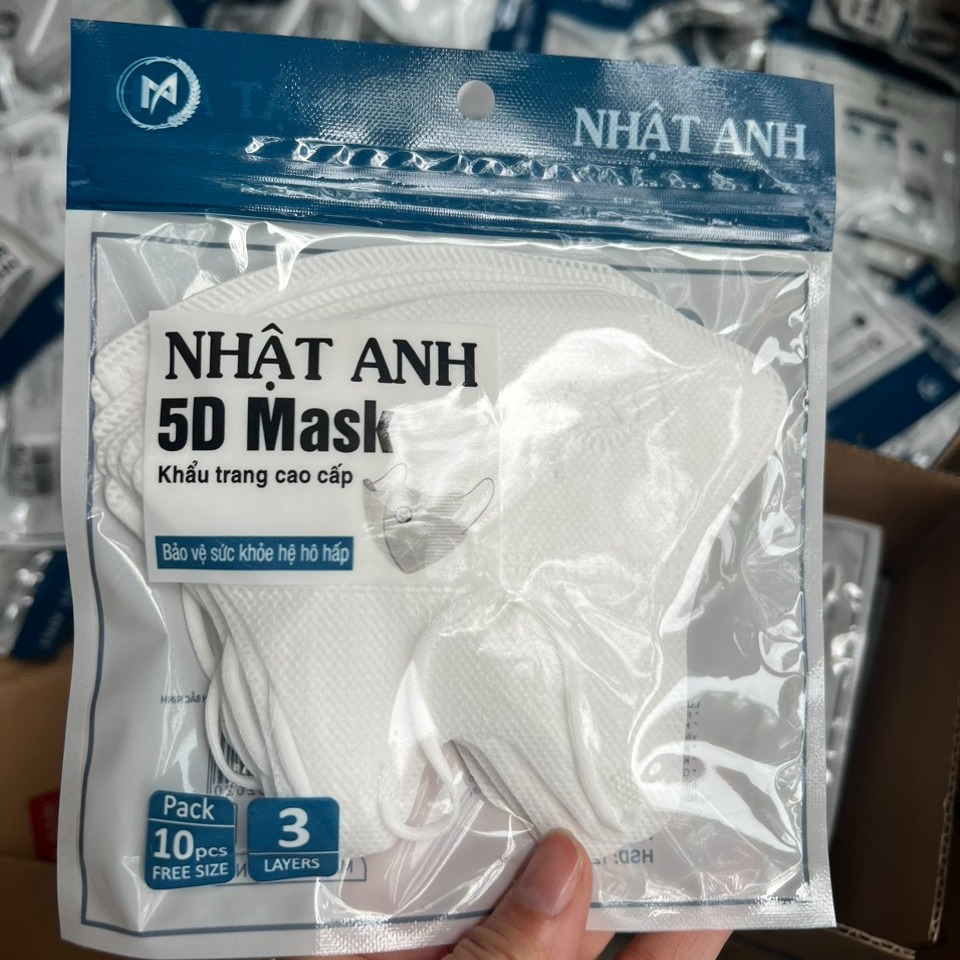 NHẬT ANH
NHẬT ANH
5D Mask
Khẩu trang cao cấp
Bảo vệ sức khỏe hệ hô hấp
Pack
10pcs
FREE SIZE
3
LAYERS
HSD: